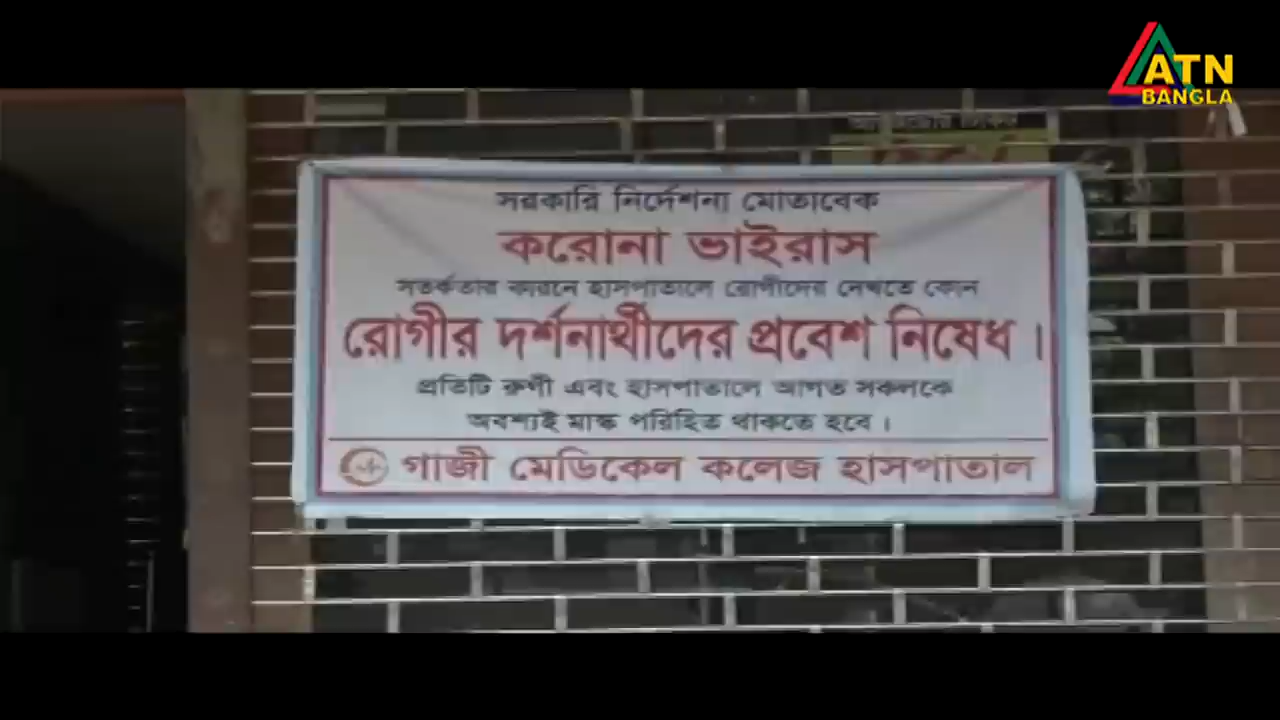 ATN
BANGLA
সরকারি নির্দেশনা মোতাবেক
করোনা ভাইরাস
সতর্কতার কারনে হাসপাতালে রোগীদের দেখতে কোন
রোগীর দর্শনার্থীদের প্রবেশ নিষেধ।
প্রতিটি রুগী এবং হাসপাতালে আগত সকলকে
অবশ্যই মাস্ক পরিহিত থাকতে হবে।
গাজী মেডিকেল কলেজ হাসপাতাল